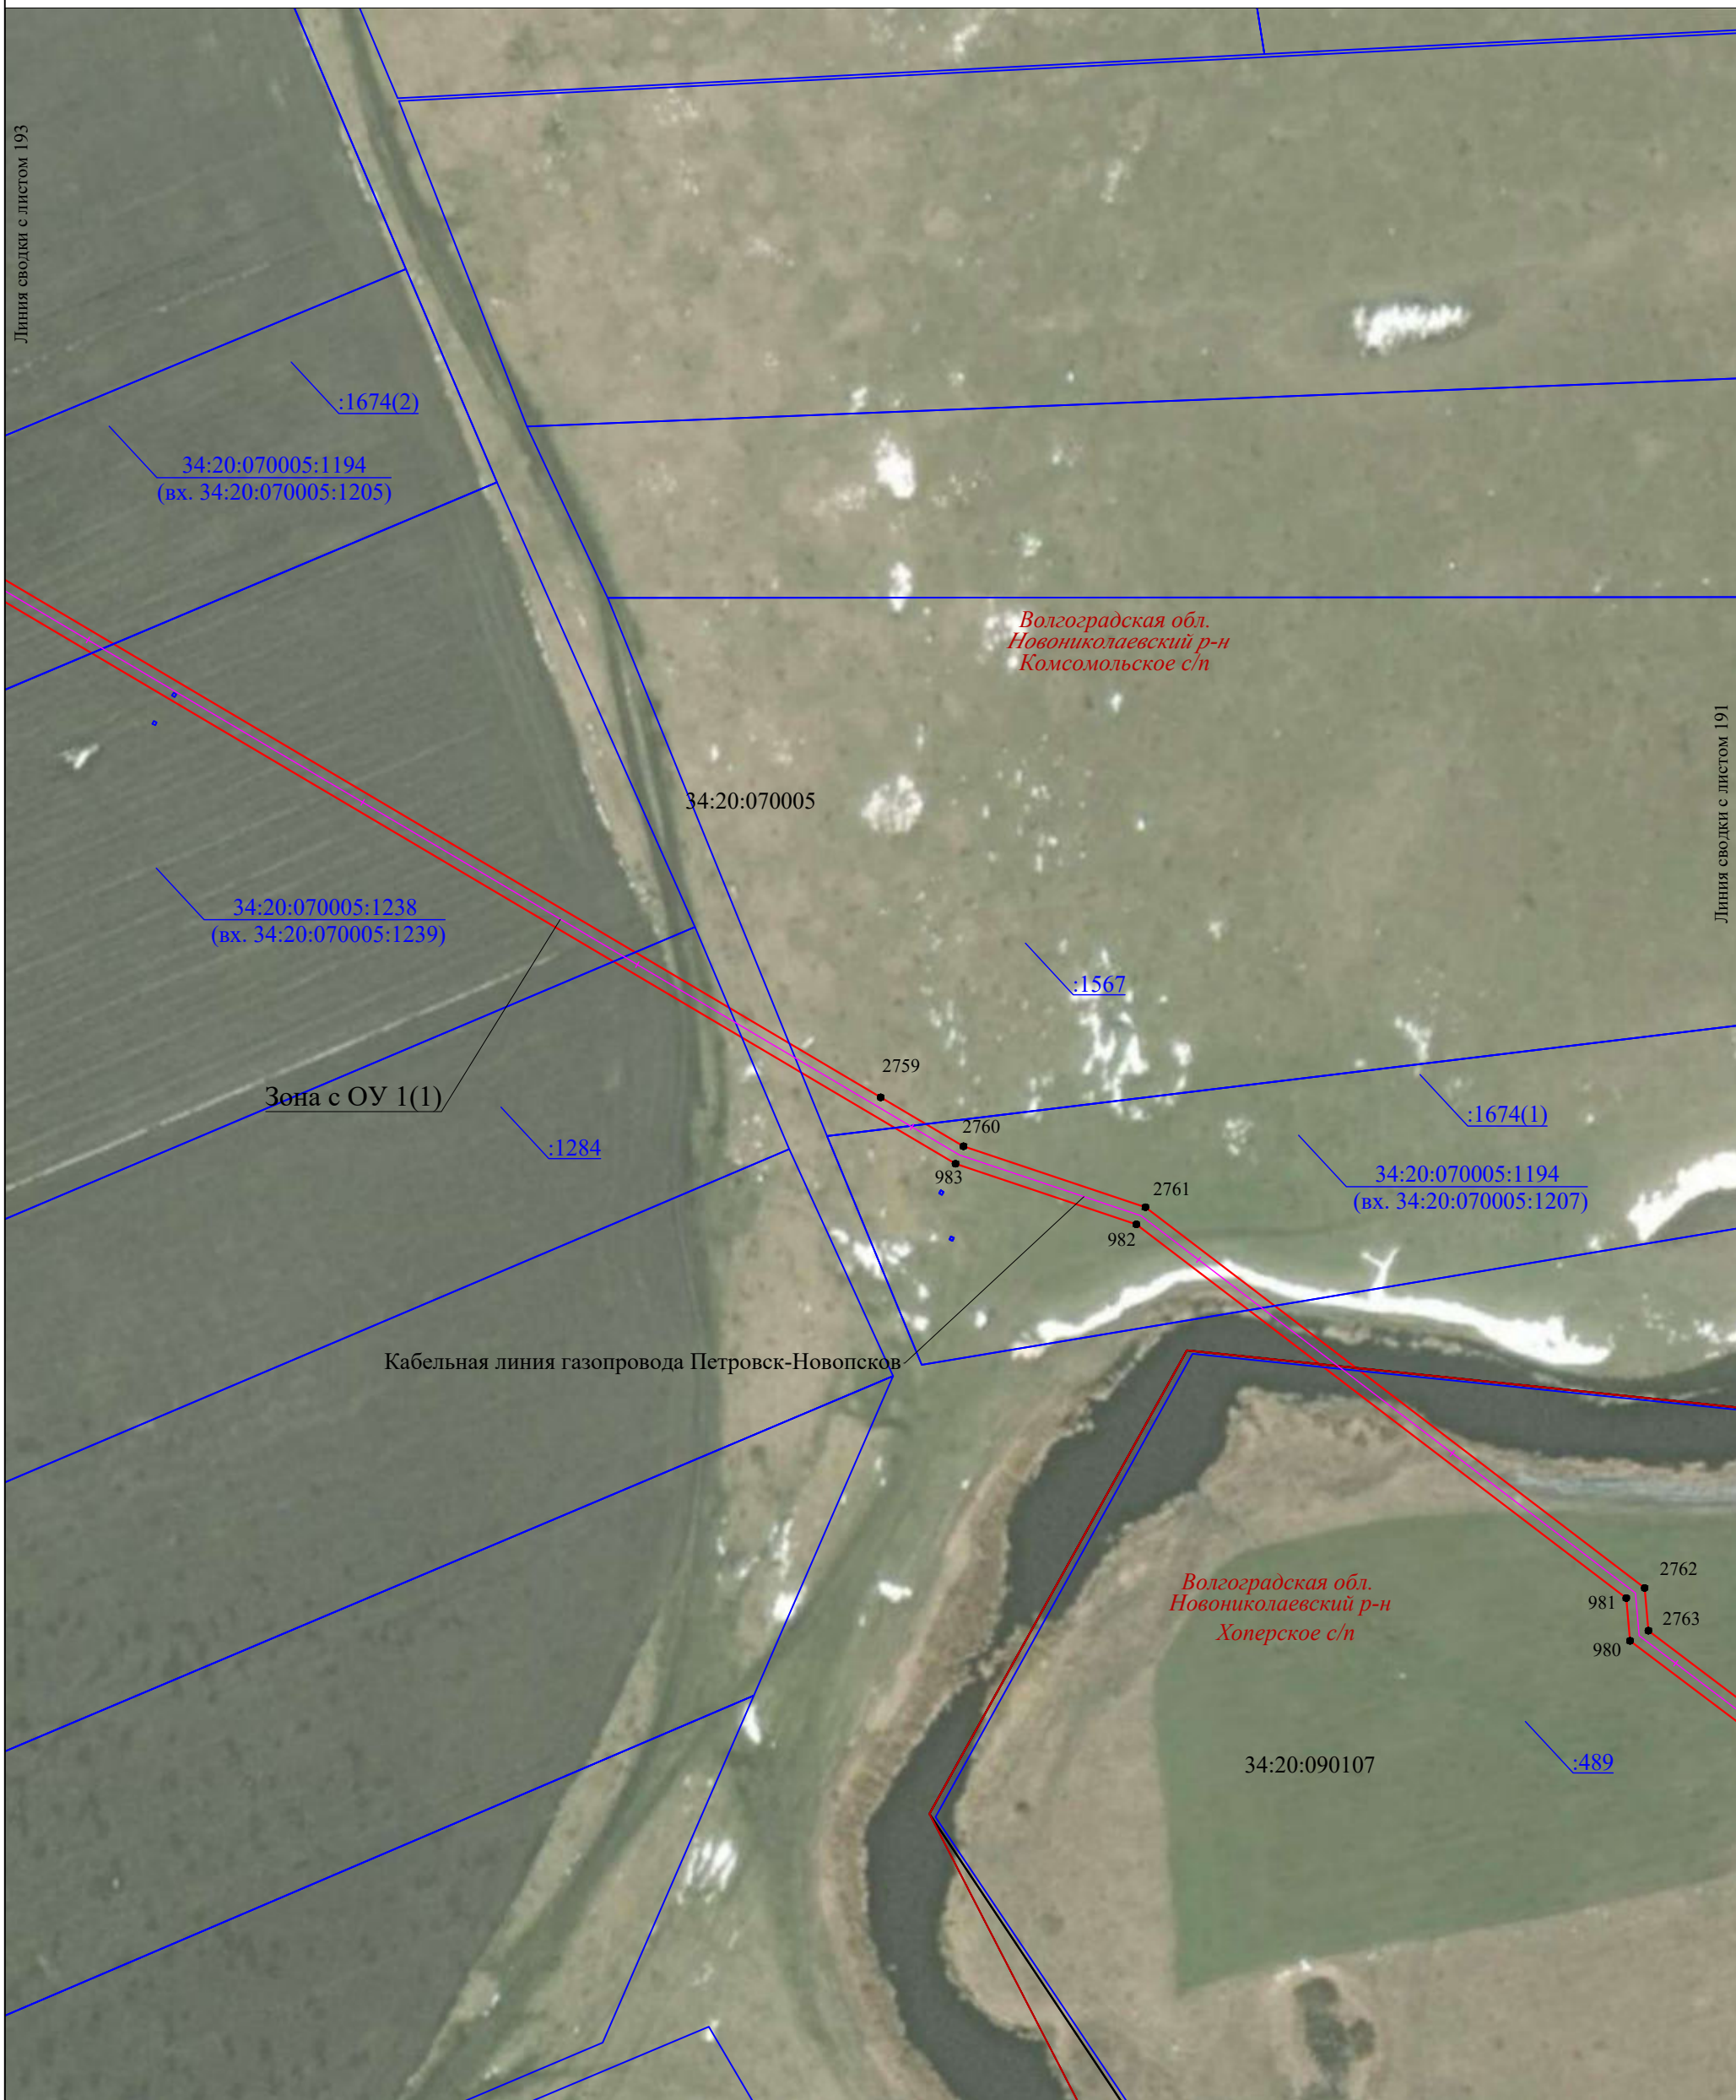 Линия сводки с листом 193
:1674(2)
34:20:070005:1194
(вх. 34:20:070005:1205)
Волгоградская обл.
Новониколаевский р-н
Комсомольское с/п
Линия сводки с листом 191
34:20:070005
34:20:070005:1238
(вх. 34:20:070005:1239)
:1567
2759
Зона с ОУ 1(1)
:1674(1)
2760
:1284
983
34:20:070005:1194
(вх. 34:20:070005:1207)
2761
982
Кабельная линия газопровода Петровск-Новопсков
2762
Волгоградская обл.
Новониколаевский р-н
Хоперское с/п
981
2763
980
34:20:090107
:489